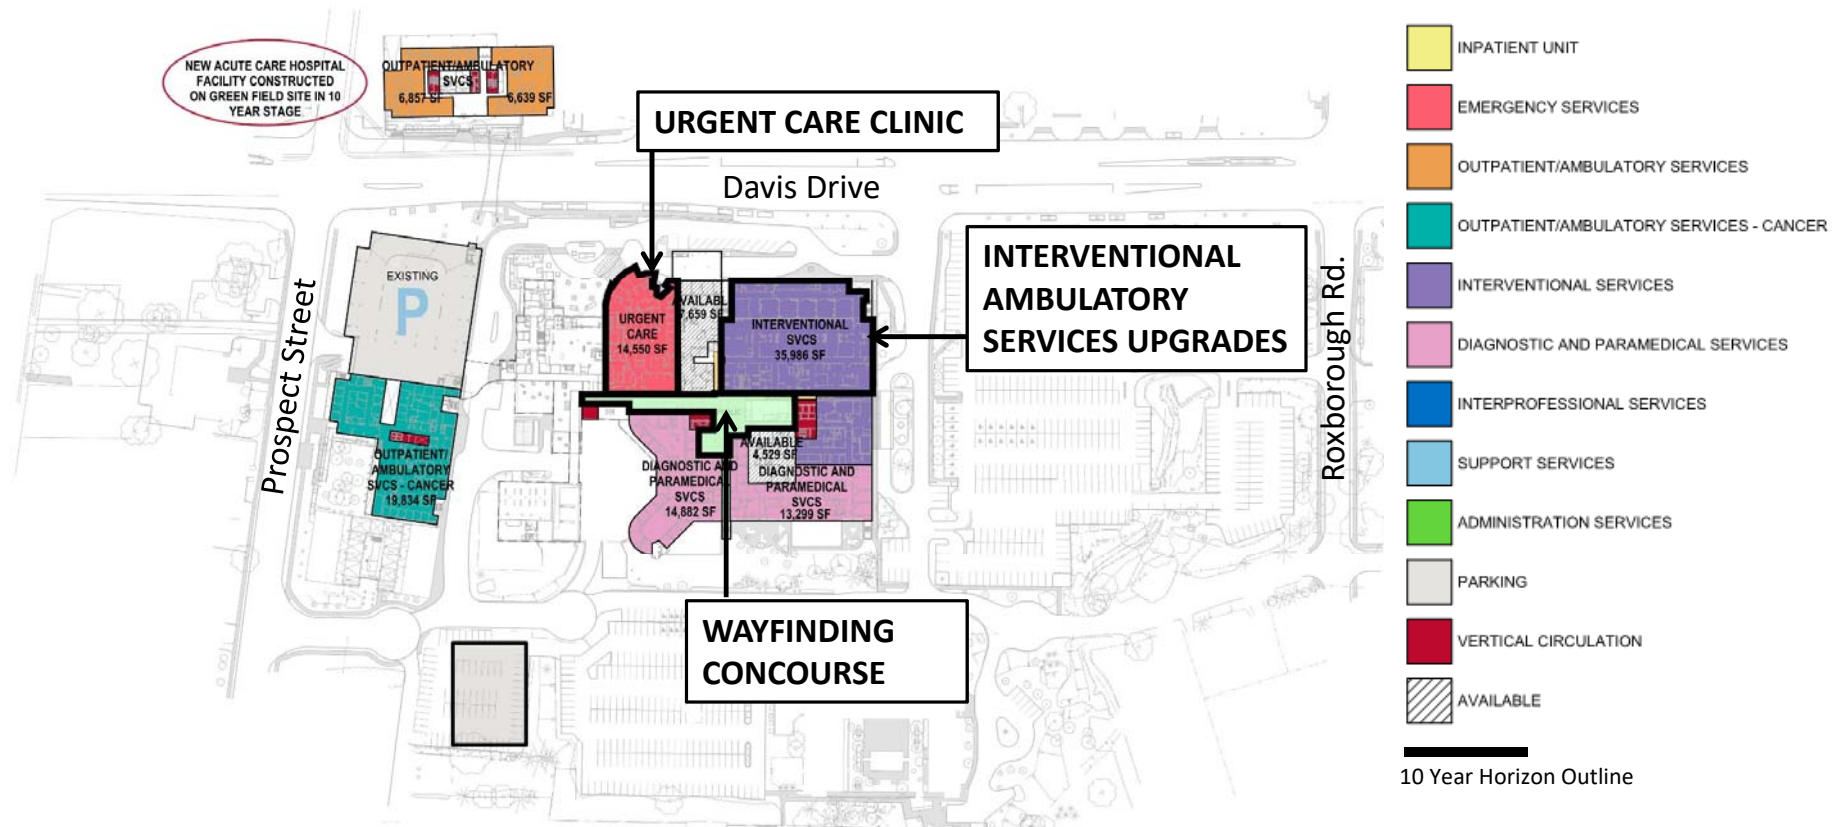 NEW ACUTE CARE HOSPITAL
FACILITY CONSTRUCTED
ON GREEN FIELD SITE IN 10
YEAR STAGE
OUTPATIENT/AMBULATORY
SVCS
6,857 SF
6,639 SF
URGENT CARE CLINIC
Davis Drive
INTERVENTIONAL
AMBULATORY
SERVICES UPGRADES
Prospect Street
Roxborough Rd.
EXISTING
P
URGENT
CARE
14,550 SF
AVAILABL
7,659 SF
INTERVENTIONAL
SVCS
35,986 SF
OUTPATIENT/
AMBULATORY
SVCS - CANCER
19,834 SF
AVAILABLE
4,529 SF
DIAGNOSTIC AND
PARAMEDICAL
SVCS
14,882 SF
DIAGNOSTIC AND
PARAMEDICAL
SVCS
13,299 SF
WAYFINDING
CONCOURSE
INPATIENT UNIT
EMERGENCY SERVICES
OUTPATIENT/AMBULATORY SERVICES
OUTPATIENT/AMBULATORY SERVICES - CANCER
INTERVENTIONAL SERVICES
DIAGNOSTIC AND PARAMEDICAL SERVICES
INTERPROFESSIONAL SERVICES
SUPPORT SERVICES
ADMINISTRATION SERVICES
PARKING
VERTICAL CIRCULATION
AVAILABLE
10 Year Horizon Outline